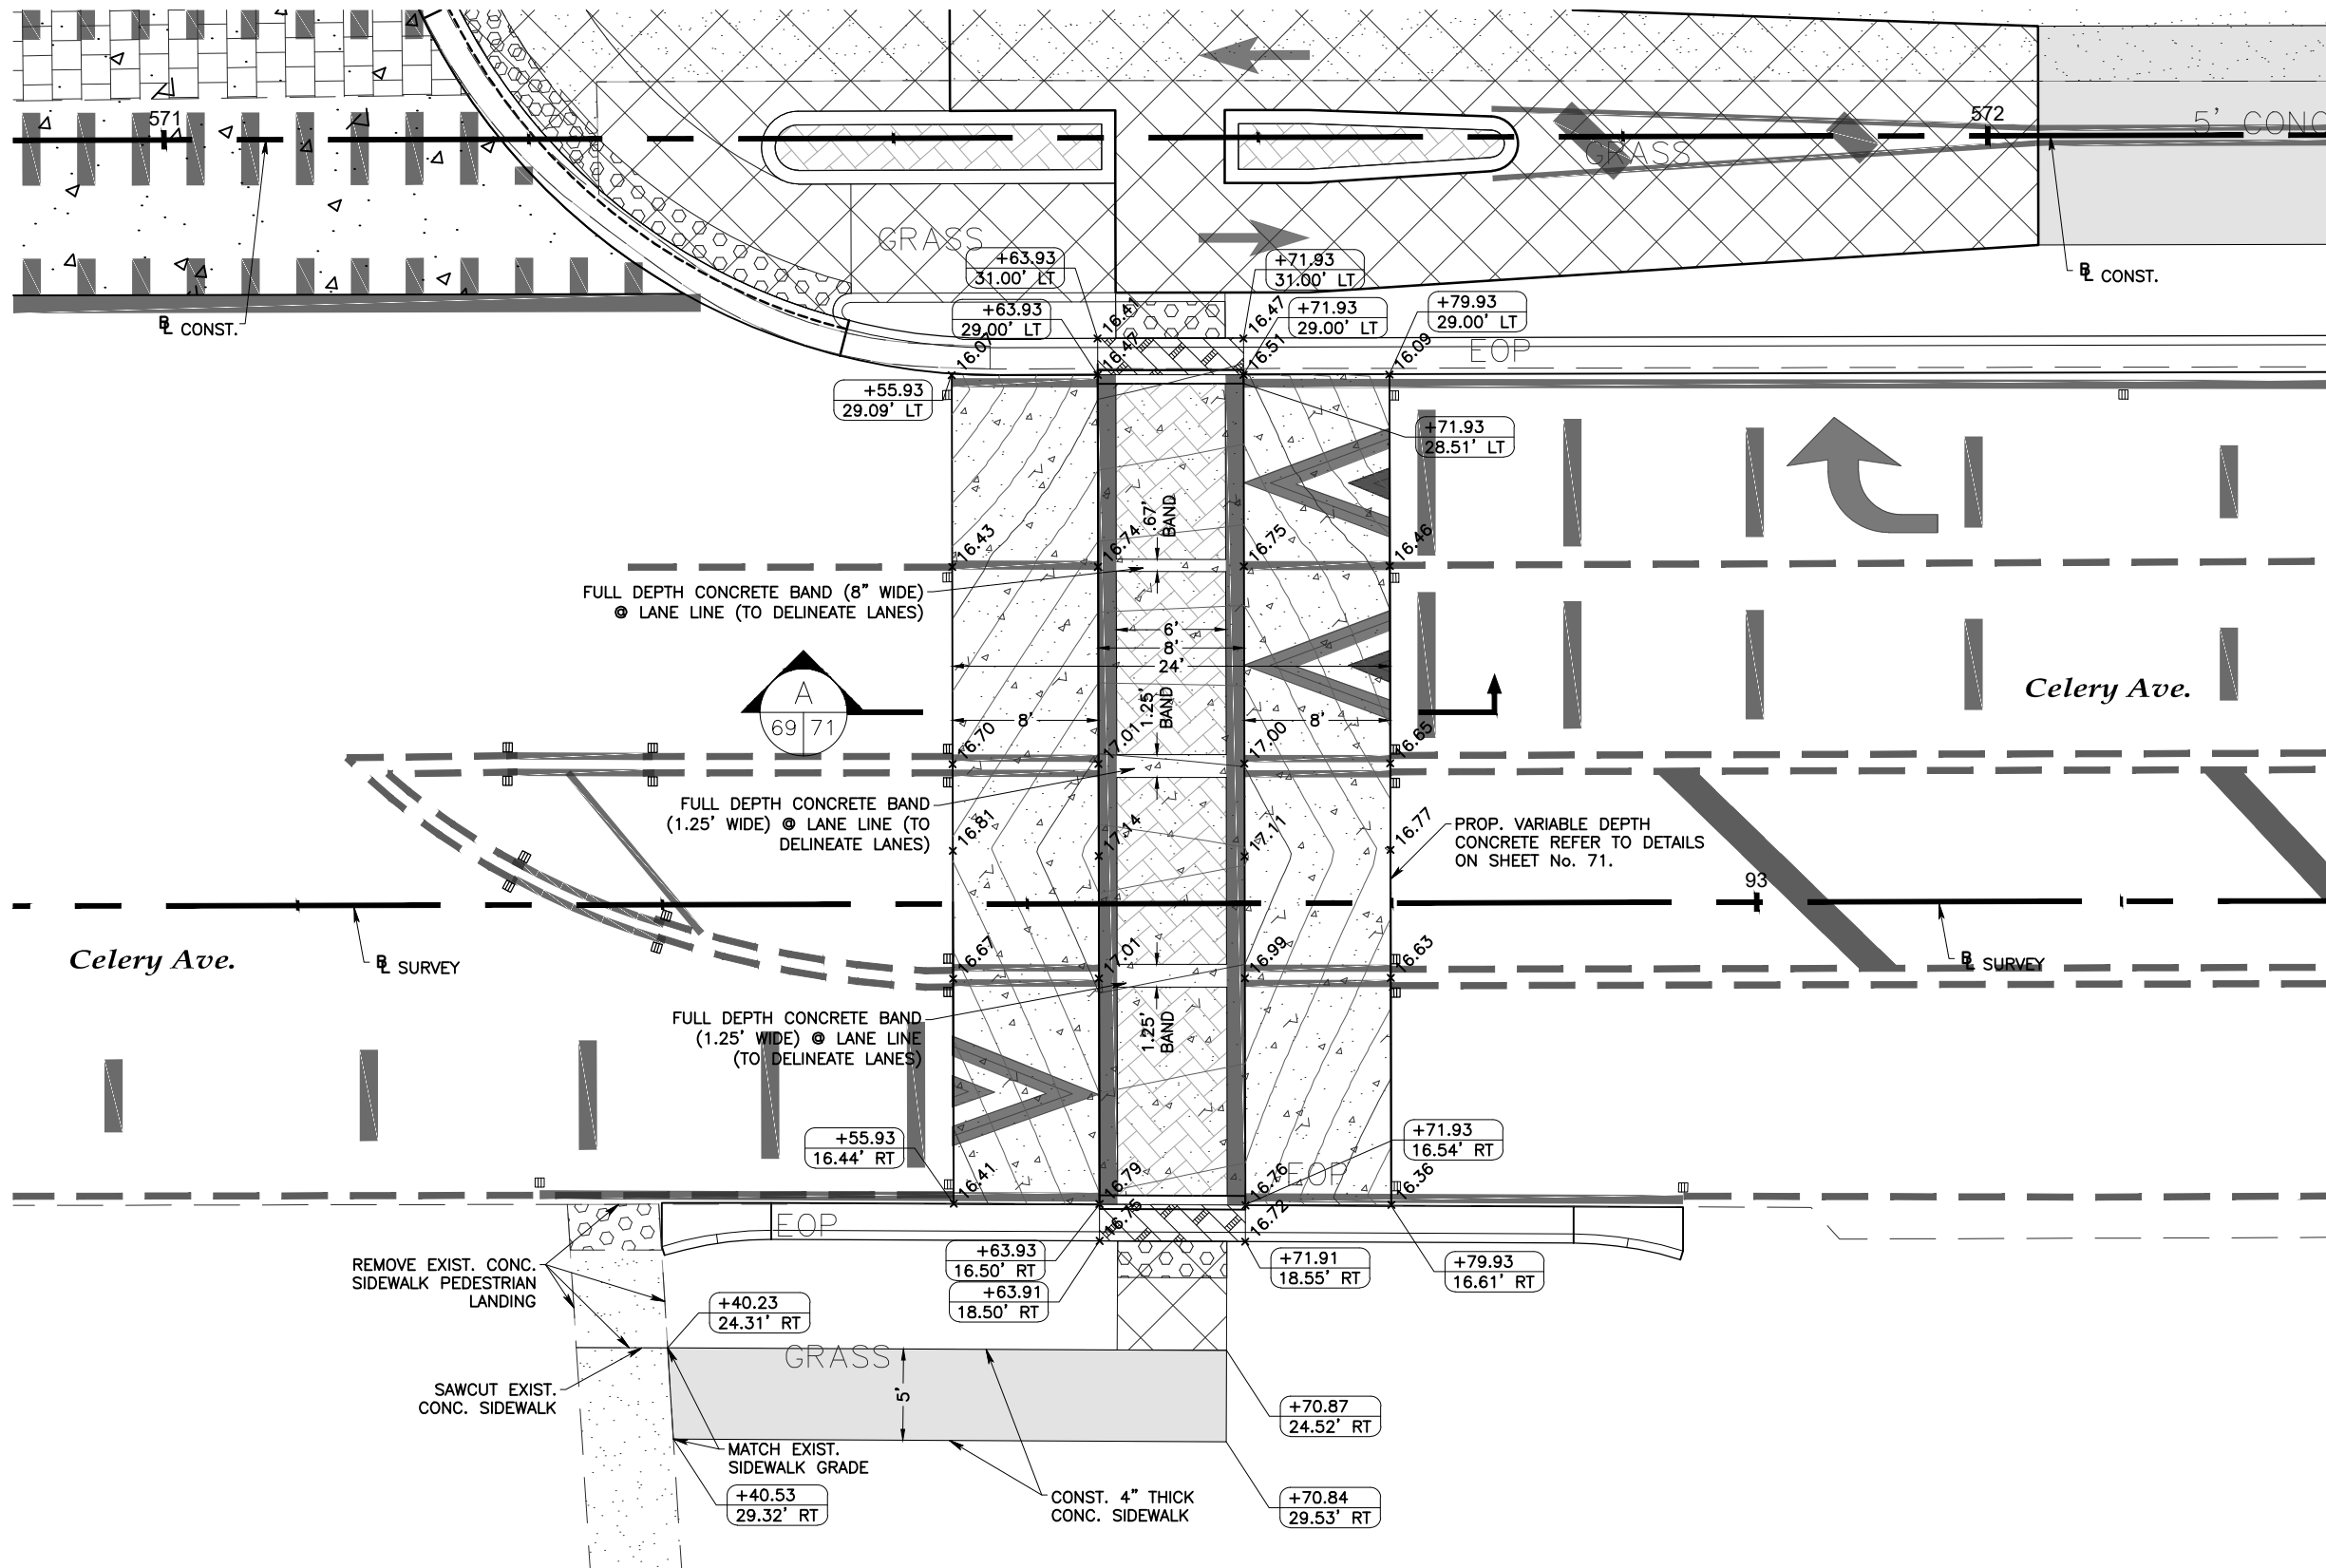 571
572
5' CONC
GRASS
GRASS
+63.93
31.00' LT
+71.93
31.00' LT
+63.93
29.00' LT
+71.93
29.00' LT
+79.93
29.00' LT
℄ CONST.
℄ CONST.
16.07
16.47
16.47
16.51
16.09
EOP
+55.93
29.09' LT
+71.93
28.51' LT
.67'
BAND
16.43
16.74
16.75
16.46
FULL DEPTH CONCRETE BAND (8" WIDE)
@ LANE LINE (TO DELINEATE LANES)
6'
8'
24'
A
69 71
8'
8'
1.25'
BAND
Celery Ave.
16.70
17.01
17.00
16.65
FULL DEPTH CONCRETE BAND
(1.25' WIDE) @ LANE LINE (TO
DELINEATE LANES)
16.81
17.14
17.11
16.77
PROP. VARIABLE DEPTH
CONCRETE REFER TO DETAILS
ON SHEET No. 71.
93
Celery Ave.
℄ SURVEY
℄ SURVEY
16.67
17.01
16.99
16.63
FULL DEPTH CONCRETE BAND
(1.25' WIDE) @ LANE LINE
(TO DELINEATE LANES)
1.25'
BAND
+55.93
16.44' RT
+71.93
16.54' RT
16.41
16.79
16.76
16.36
EOP
EOP
16.75
16.72
+63.93
16.50' RT
+71.91
18.55' RT
+79.93
16.61' RT
+63.91
18.50' RT
REMOVE EXIST. CONC.
SIDEWALK PEDESTRIAN
LANDING
+40.23
24.31' RT
GRASS
5'
SAWCUT EXIST.
CONC. SIDEWALK
+70.87
24.52' RT
MATCH EXIST.
SIDEWALK GRADE
+40.53
29.32' RT
CONST. 4" THICK
CONC. SIDEWALK
+70.84
29.53' RT